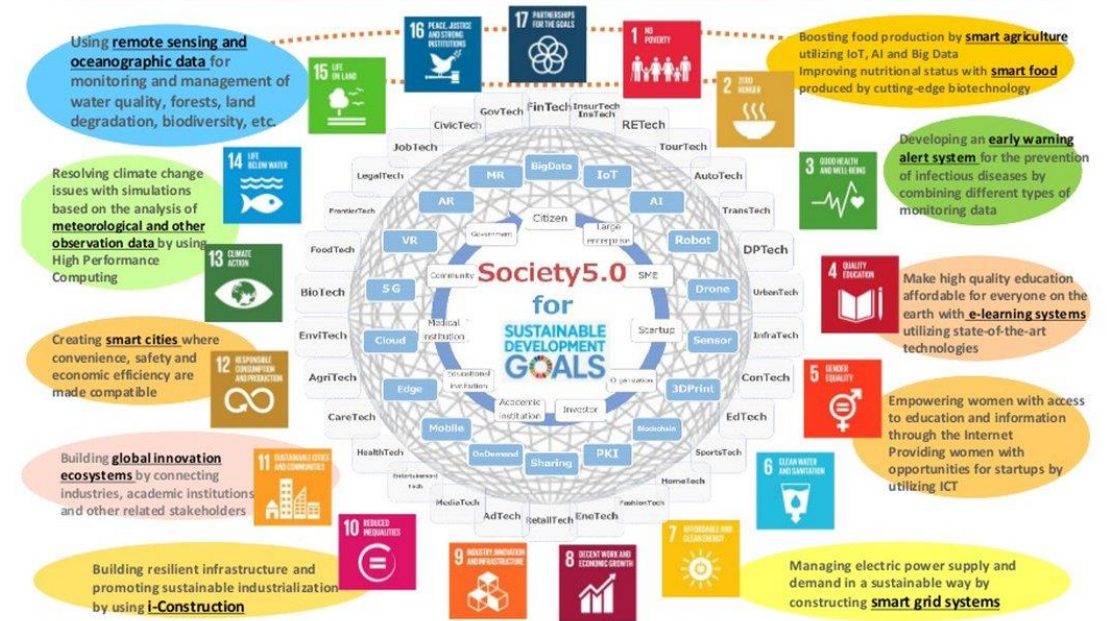 Using remote sensing and
oceanographic data for
monitoring and management of
water quality, forests, land
degradation, biodiversity, etc.
16 PEACE, JUSTICE
AND STRONG
INSTITUTIONS
17 PARTNERSHIPS
FOR THE GOALS
1 NO
POVERTY
Boosting food production by smart agriculture
utilizing IoT, AI and Big Data
Improving nutritional status with smart food
produced by cutting-edge biotechnology
15 LIFE
ON LAND
2 ZERO
HUNGER
Resolving climate change
issues with simulations
based on the analysis of
meteorological and other
observation data by using
High Performance
Computing
14 LIFE
BELOW WATER
13 CLIMATE
ACTION
Developing an early warning
alert system for the prevention
of infectious diseases by
combining different types of
monitoring data
3 GOOD HEALTH
AND WELL-BEING
4 QUALITY
EDUCATION
Make high quality education
affordable for everyone on the
earth with e-learning systems
utilizing state-of-the-art
technologies
Creating smart cities where
convenience, safety and
economic efficiency are
made compatible
12 RESPONSIBLE
CONSUMPTION
AND PRODUCTION
5 GENDER
EQUALITY
Empowering women with access
to education and information
through the Internet
Providing women with
opportunities for startups by
utilizing ICT
Building global innovation
ecosystems by connecting
industries, academic institutions
and other related stakeholders
11 SUSTAINABLE CITIES
AND COMMUNITIES
6 CLEAN WATER
AND SANITATION
10 REDUCED
INEQUALITIES
Building resilient infrastructure and
promoting sustainable industrialization
by using i-Construction
9 INDUSTRY, INNOVATION
AND INFRASTRUCTURE
8 DECENT WORK AND
ECONOMIC GROWTH
7 AFFORDABLE AND
CLEAN ENERGY
Managing electric power supply and
demand in a sustainable way by
constructing smart grid systems
CivicTech
GovTech
FinTech
InsurTech
InsTech
RETech
TourTech
AutoTech
TransTech
DPTech
UrbanTech
InfraTech
ConTech
EdTech
SportsTech
HomeTech
FashionTech
EneTech
RetailTech
AdTech
MediaTech
Entertainment
Tech
HealthTech
CareTech
AgriTech
EnviTech
BioTech
FoodTech
FrontierTech
LegalTech
JobTech
BigData
IoT
AI
Robot
Drone
Sensor
3DPrint
Blockchain
PKI
Sharing
OnDemand
Mobile
Edge
Cloud
5G
VR
AR
MR
Citizen
Large
enrerprise
SME
Startup
Organization
Investor
Academic
institution
Educational
institution
Medical
institution
Community
Government
Society5.0
for
SUSTAINABLE
DEVELOPMENT
GOALS